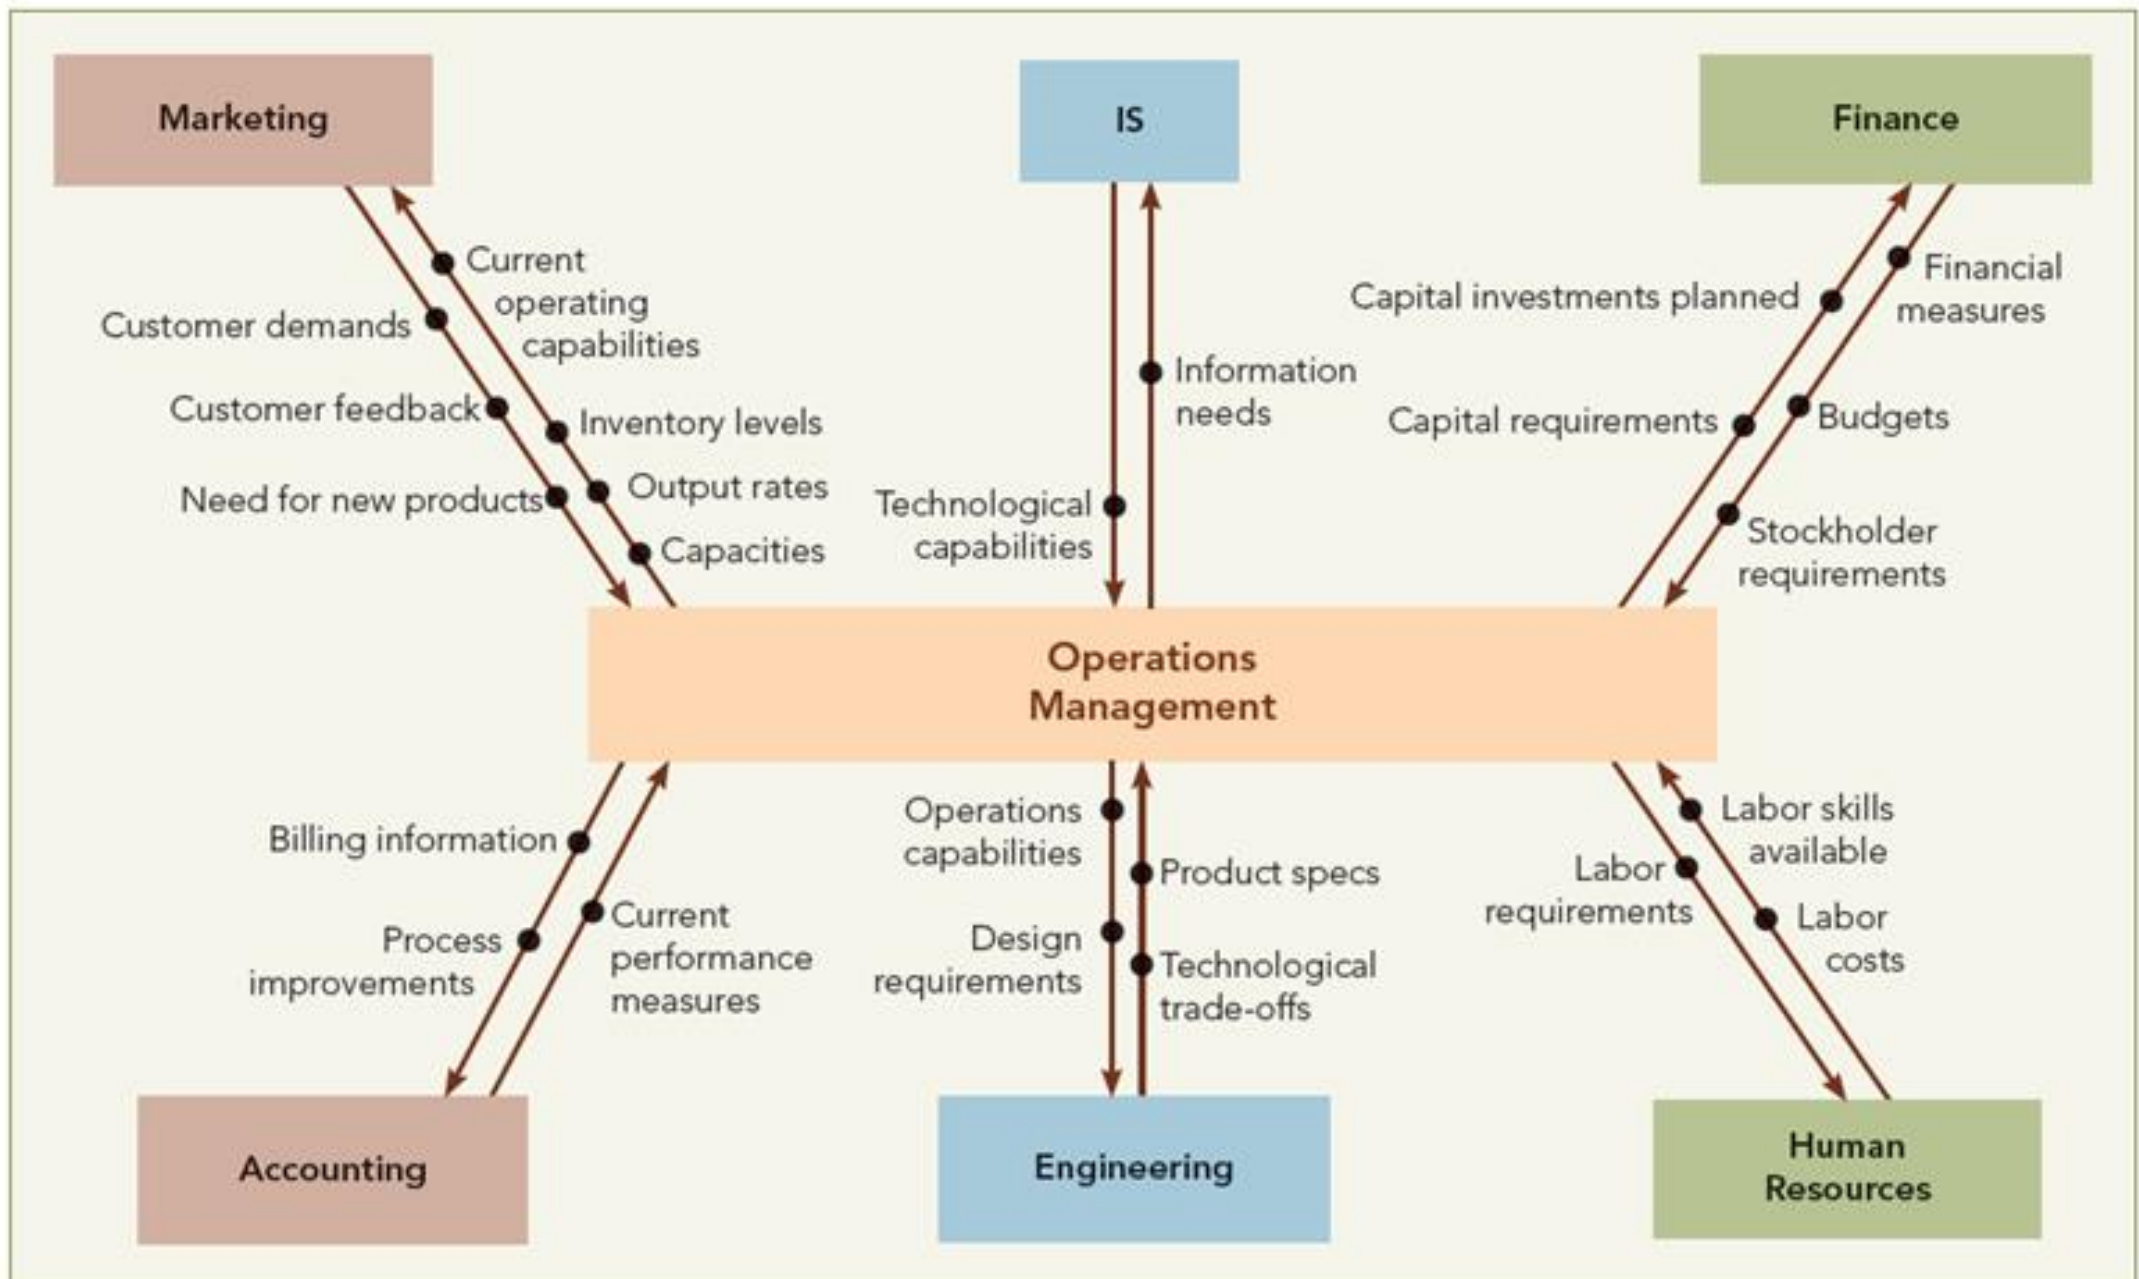 Marketing
IS
Finance
Current
operating
capabilities
Customer demands
Customer feedback
Inventory levels
Need for new products
Output rates
Capacities
Information
needs
Technological
capabilities
Capital investments planned
Financial
measures
Capital requirements
Budgets
Stockholder
requirements
Operations
Management
Billing information
Process
improvements
Current
performance
measures
Operations
capabilities
Product specs
Design
requirements
Technological
trade-offs
Labor skills
available
Labor
requirements
Labor
costs
Accounting
Engineering
Human
Resources